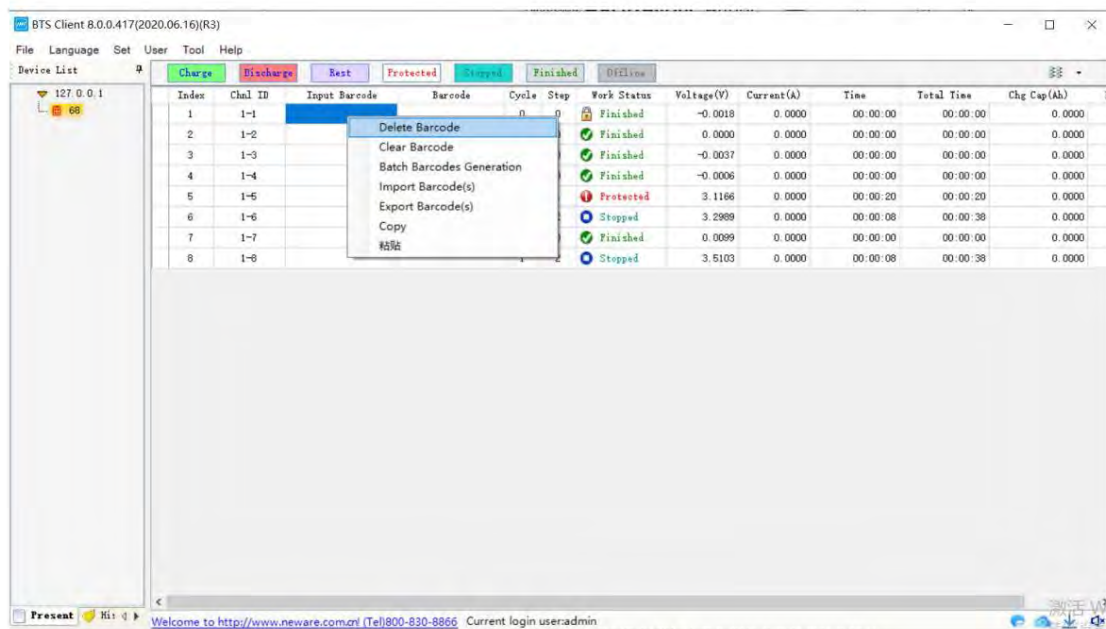 BTS Client 8.0.0.417(2020.06.16)(R3)
File Language Set User Tool Help
Device List
Charge Discharge Rest Protected Stopped Finished Offline
127.0.0.1
68
Index Chnl ID Input Barcode Barcode Cycle Step Work Status Voltage(V) Current(A) Time Total Time Chg Cap(Ah)
1 1-1 0 0 Finished -0.0018 0.0000 00:00:00 00:00:00 0.0000
2 1-2 Finished 0.0000 0.0000 00:00:00 00:00:00 0.0000
3 1-3 Finished -0.0037 0.0000 00:00:00 00:00:00 0.0000
4 1-4 Finished -0.0006 0.0000 00:00:00 00:00:00 0.0000
5 1-5 Protected 3.1166 0.0000 00:00:20 00:00:20 0.0000
6 1-6 Stopped 3.2989 0.0000 00:00:08 00:00:38 0.0000
7 1-7 Finished 0.0099 0.0000 00:00:00 00:00:00 0.0000
8 1-8 1 2 Stopped 3.5103 0.0000 00:00:08 00:00:38 0.0000
Delete Barcode
Clear Barcode
Batch Barcodes Generation
Import Barcode(s)
Export Barcode(s)
Copy
粘贴
Present His
Welcome to http://www.neware.com.cn! (Tel)800-830-8866 Current login user:admin
激活 W